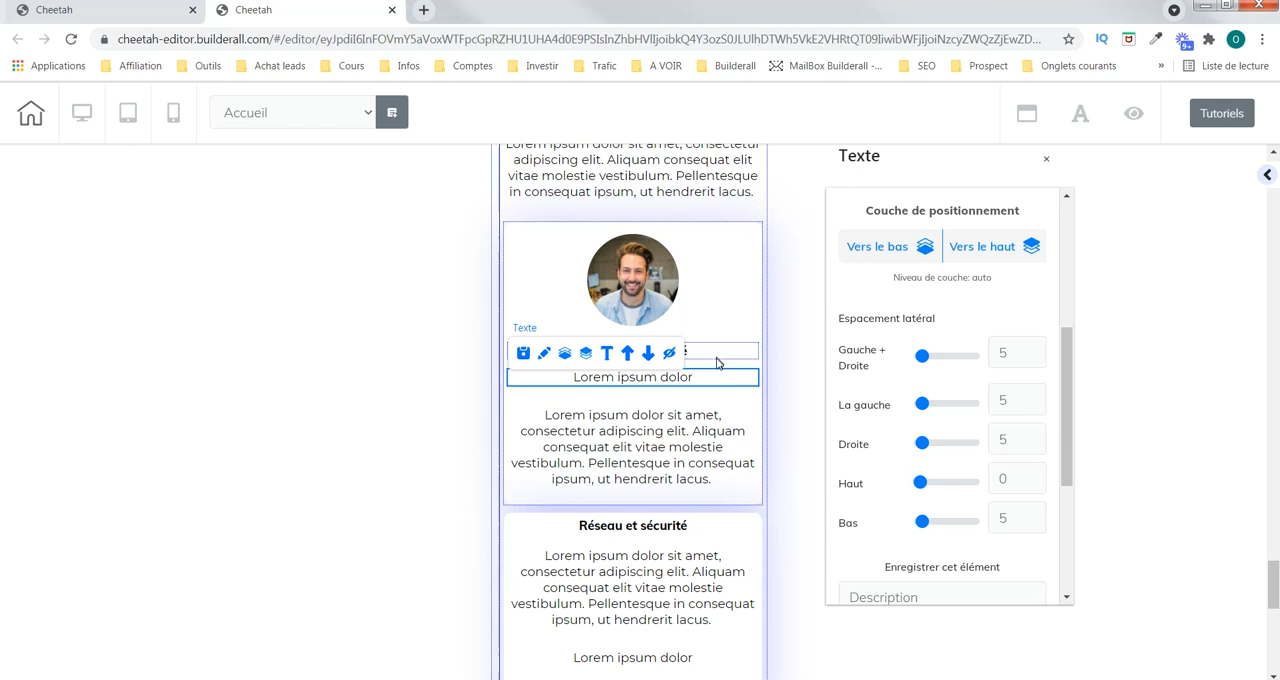 Cheetah
Cheetah
cheetah-editor.builderall.com/#/editor/eyJpdiI6InFOVmY5aVoxWTFpcGpRZHU1UHA4d0E9PSIsInZhbHVlIjoibkQ4Y3ozS0JLUlhDTWh5VkE2VHRtQT09IiwibWFjIjoiNzcyZWQzZjEwZD...
IQ
9+
O
Applications
Affiliation
Outils
Achat leads
Cours
Infos
Comptes
Investir
Trafic
A VOIR
Builderall
MailBox Builderall -...
SEO
Prospect
Onglets courants
»
Liste de lecture
Accueil
Tutoriels
Lorem ipsum dolor sit amet, consectetur
adipiscing elit. Aliquam consequat elit
vitae molestie vestibulum. Pellentesque
in consequat ipsum, ut hendrerit lacus.
Texte
Lorem ipsum dolor
Lorem ipsum dolor sit amet,
consectetur adipiscing elit. Aliquam
consequat elit vitae molestie
vestibulum. Pellentesque in consequat
ipsum, ut hendrerit lacus.
Réseau et sécurité
Lorem ipsum dolor sit amet,
consectetur adipiscing elit. Aliquam
consequat elit vitae molestie
vestibulum. Pellentesque in consequat
ipsum, ut hendrerit lacus.
Lorem ipsum dolor
Texte
Couche de positionnement
Vers le bas
Vers le haut
Niveau de couche: auto
Espacement latéral
Gauche +
Droite
5
La gauche
5
Droite
5
Haut
0
Bas
5
Enregistrer cet élément
Description